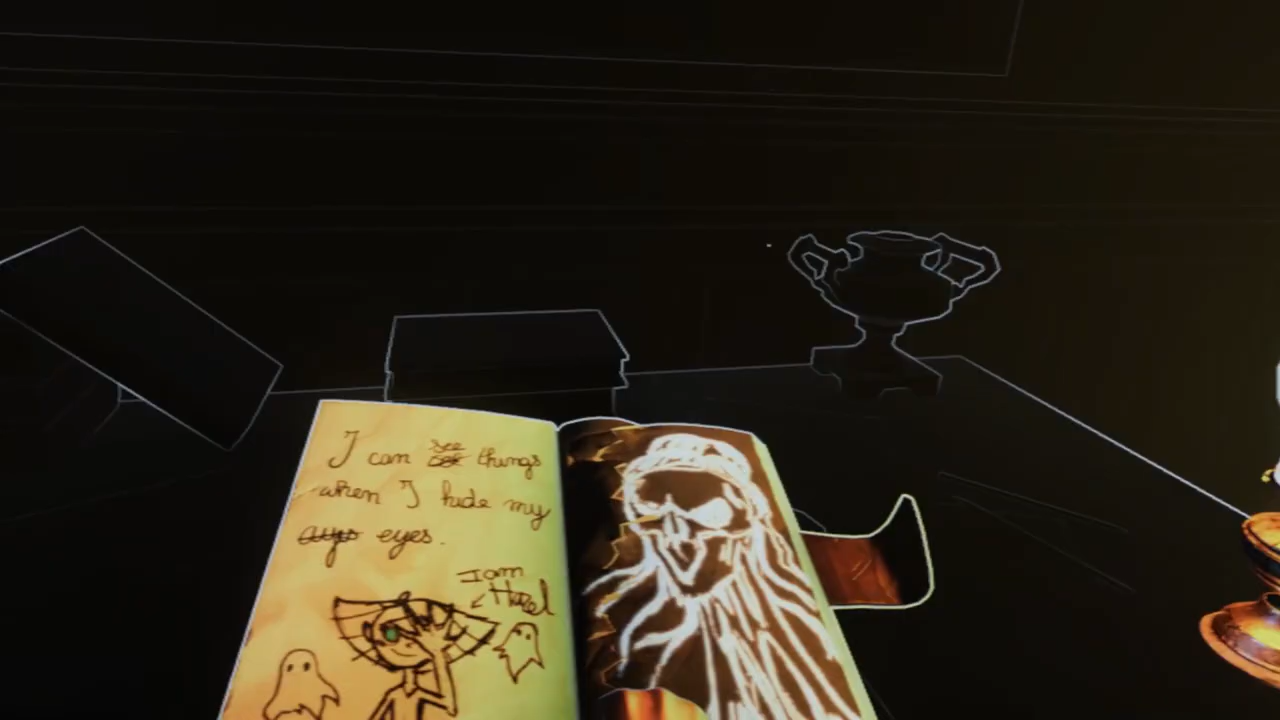 I can see things
when I hide my
eyes.
I am
Hazel